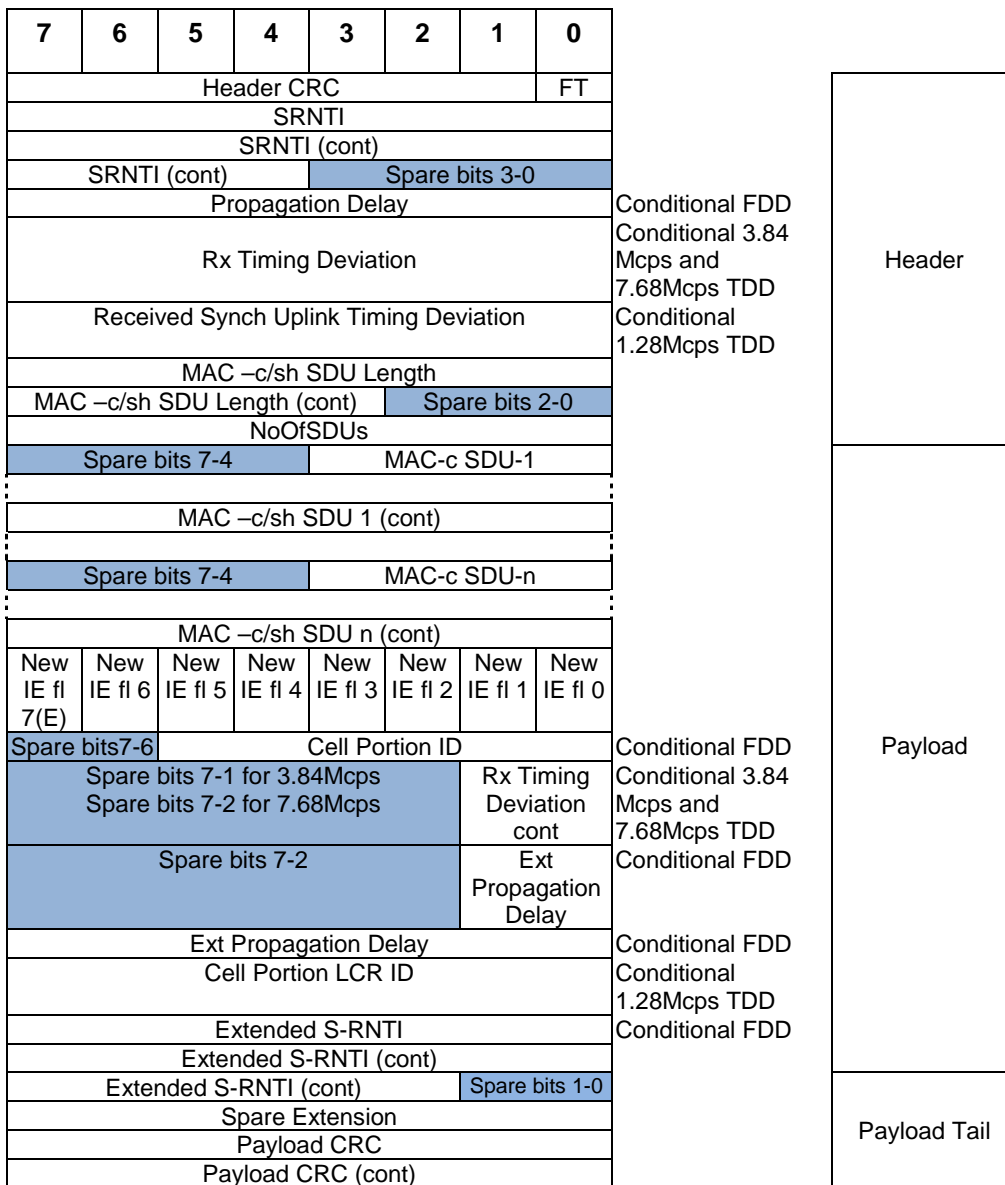 7 6 5 4 3 2 1 0
Header CRC FT
SRNTI
SRNTI (cont)
SRNTI (cont) Spare bits 3-0
Propagation Delay Conditional FDD
Rx Timing Deviation
Conditional 3.84
Mcps and
7.68Mcps TDD
Header
Received Synch Uplink Timing Deviation
Conditional
1.28Mcps TDD
MAC –c/sh SDU Length
MAC –c/sh SDU Length (cont) Spare bits 2-0
NoOfSDUs
Spare bits 7-4 MAC-c SDU-1
MAC –c/sh SDU 1 (cont)
Spare bits 7-4 MAC-c SDU-n
MAC –c/sh SDU n (cont)
New New New New New New New New
IE fl IE fl 6 IE fl 5 IE fl 4 IE fl 3 IE fl 2 IE fl 1 IE fl 0
7(E)
Spare bits7-6 Cell Portion ID Conditional FDD
Payload
Spare bits 7-1 for 3.84Mcps Rx Timing Conditional 3.84
Spare bits 7-2 for 7.68Mcps Deviation Mcps and
cont 7.68Mcps TDD
Spare bits 7-2 Ext Conditional FDD
Propagation
Delay
Ext Propagation Delay Conditional FDD
Cell Portion LCR ID Conditional
1.28Mcps TDD
Extended S-RNTI Conditional FDD
Extended S-RNTI (cont)
Extended S-RNTI (cont) Spare bits 1-0
Spare Extension
Payload Tail
Payload CRC
Payload CRC (cont)